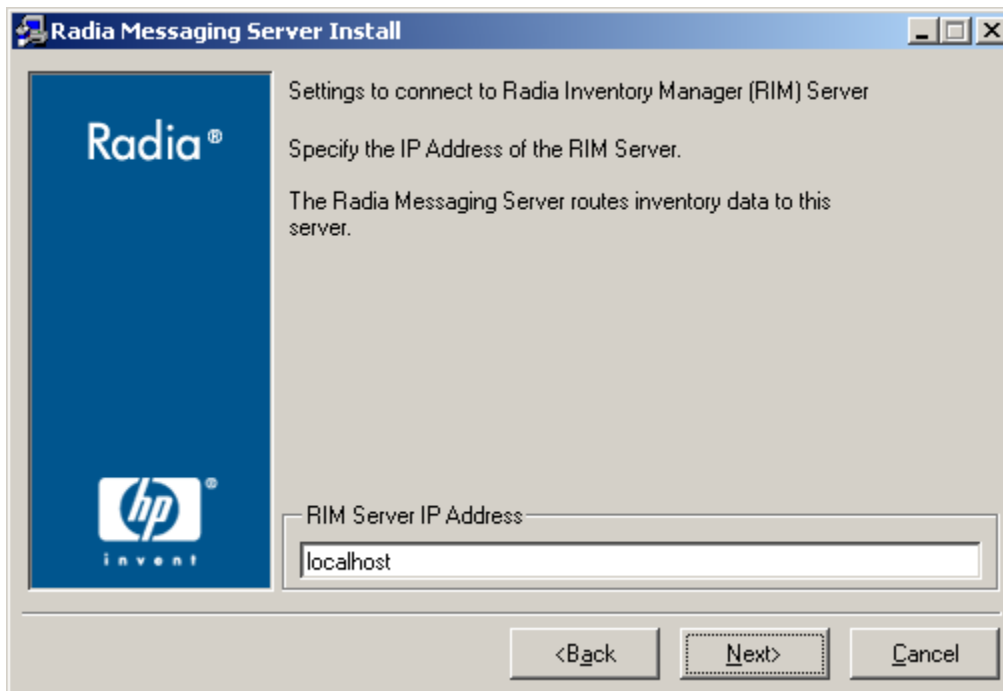 Radia Messaging Server Install
Radia®
Settings to connect to Radia Inventory Manager (RIM) Server
Specify the IP Address of the RIM Server.
The Radia Messaging Server routes inventory data to this
server.
hp®
invent
RIM Server IP Address
localhost
<Back
Next>
Cancel